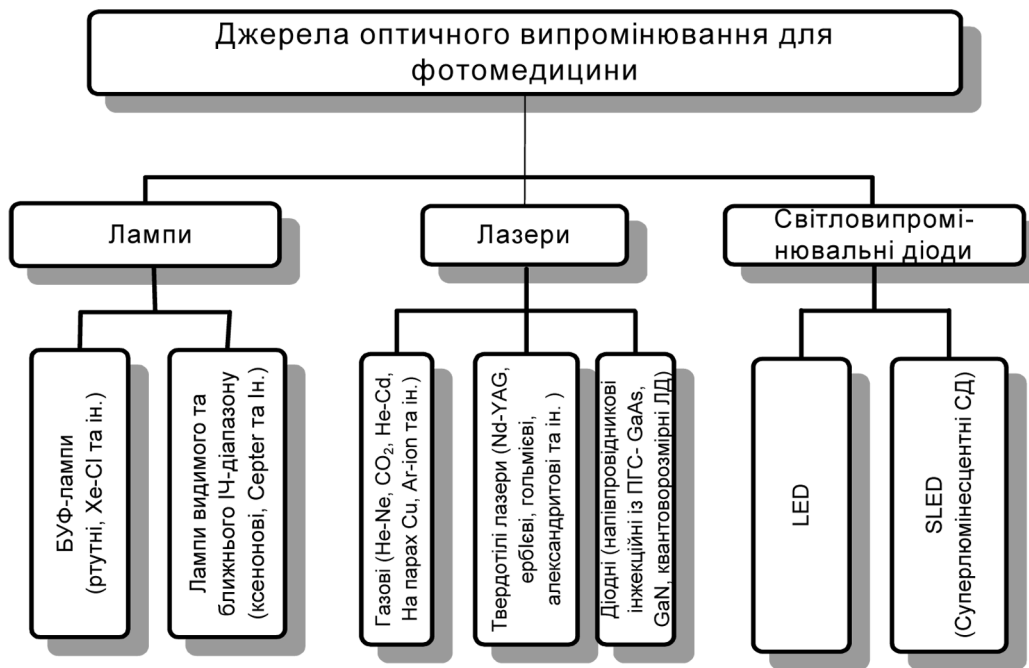 Джерела оптичного випромінювання для
фотомедицини
Лампи
Лазери
Світловипромі-
нювальні діоди
БУФ-лампи
(ртутні, Xe-Cl та ін.)
Лампи видимого та
ближнього ІЧ-діапазону
(ксенонові, Cepter та Ін.)
Газові (He-Ne, CO₂, He-Cd,
На парах Cu, Ar-ion та ін.)
Твердотілі лазери (Nd-YAG,
ербієві, гольмієві,
александритові та ін. )
Діодні (напівпровідникові
інжекційні із ПГС- GaAs,
GaN, квантоворозмірні ЛД)
LED
SLED
(Суперлюмінесцентні СД)